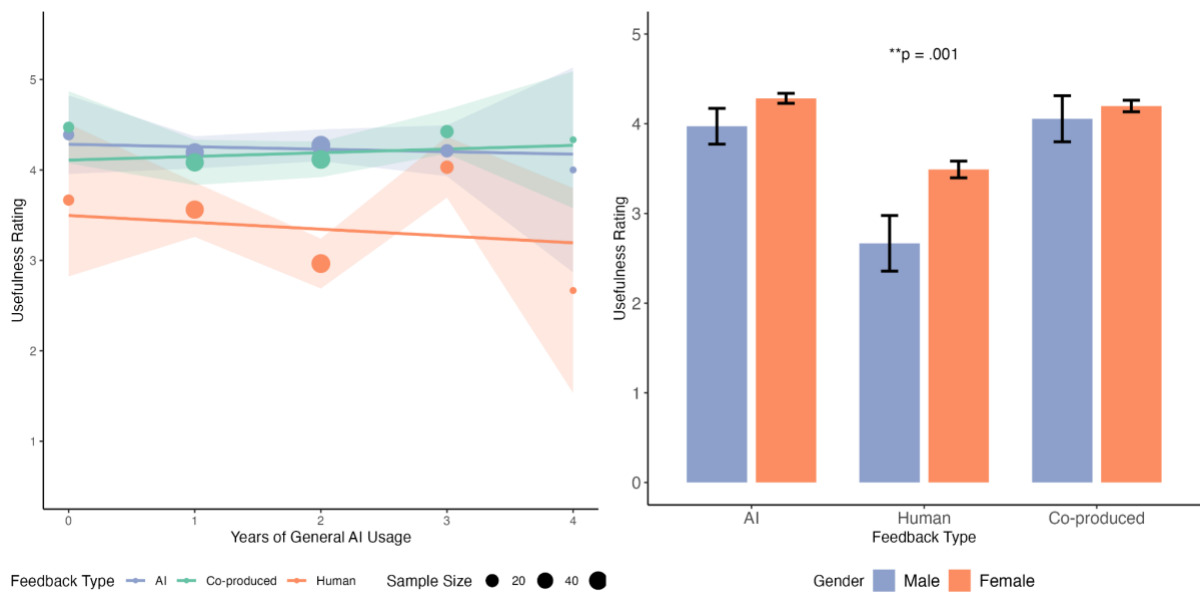 Usefulness Rating
5
4
3
2
1
0 1 2 3 4
Years of General AI Usage
Feedback Type AI Co-produced Human Sample Size 20 40
**p = .001
Usefulness Rating
5
4
3
2
1
0
AI Human Co-produced
Feedback Type
Gender Male Female